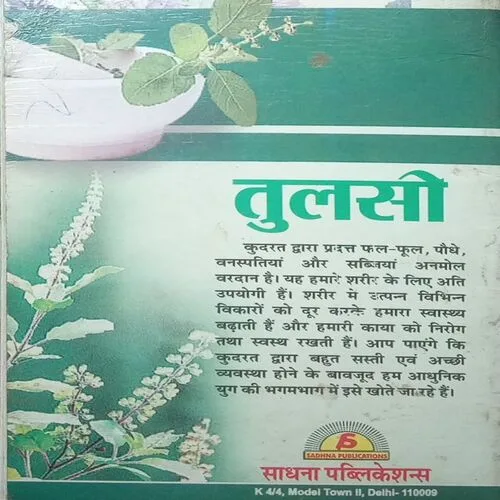 तुलसी
कुदरत द्वारा प्रदत्त फल-फूल, पौधे,
वनस्पतियां और सब्जियां अनमोल
वरदान है। यह हमारे शरीर के लिए अति
उपयोगी हैं। शरीर मे उत्पन्न विभिन्न
विकारों को दूर करके हमारा स्वास्थ्य
बढ़ाती हैं और हमारी काया को निरोग
तथा स्वस्थ रखती हैं। आप पाएंगे कि
कुदरत द्वारा बहुत सस्ती एवं अच्छी
व्यवस्था होने के बावजूद हम आधुनिक
युग की भागमभाग में इसे खोते जा रहे हैं।
SADHNA PUBLICATIONS
साधना पब्लिकेशन्स
K 4/4, Model Town II, Delhi- 110009